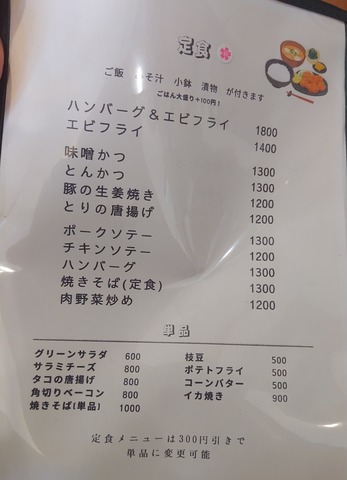 定食
ご飯 みそ汁 小鉢 漬物 が付きます
ごはん大盛り+100円!
ハンバーグ&エビフライ 1800
エビフライ 1400
味噌かつ 1300
とんかつ 1300
豚の生姜焼き 1200
とりの唐揚げ 1200
ポークソテー 1300
チキンソテー 1200
ハンバーグ 1300
焼きそば(定食) 1300
肉野菜炒め 1200
単品
グリーンサラダ 600
サラミチーズ 800
タコの唐揚げ 800
角切りベーコン 800
焼きそば(単品) 1000
枝豆 500
ポテトフライ 500
コーンバター 500
イカ焼き 900
定食メニューは300円引きで
単品に変更可能